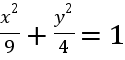 x²/9 + y²/4 = 1